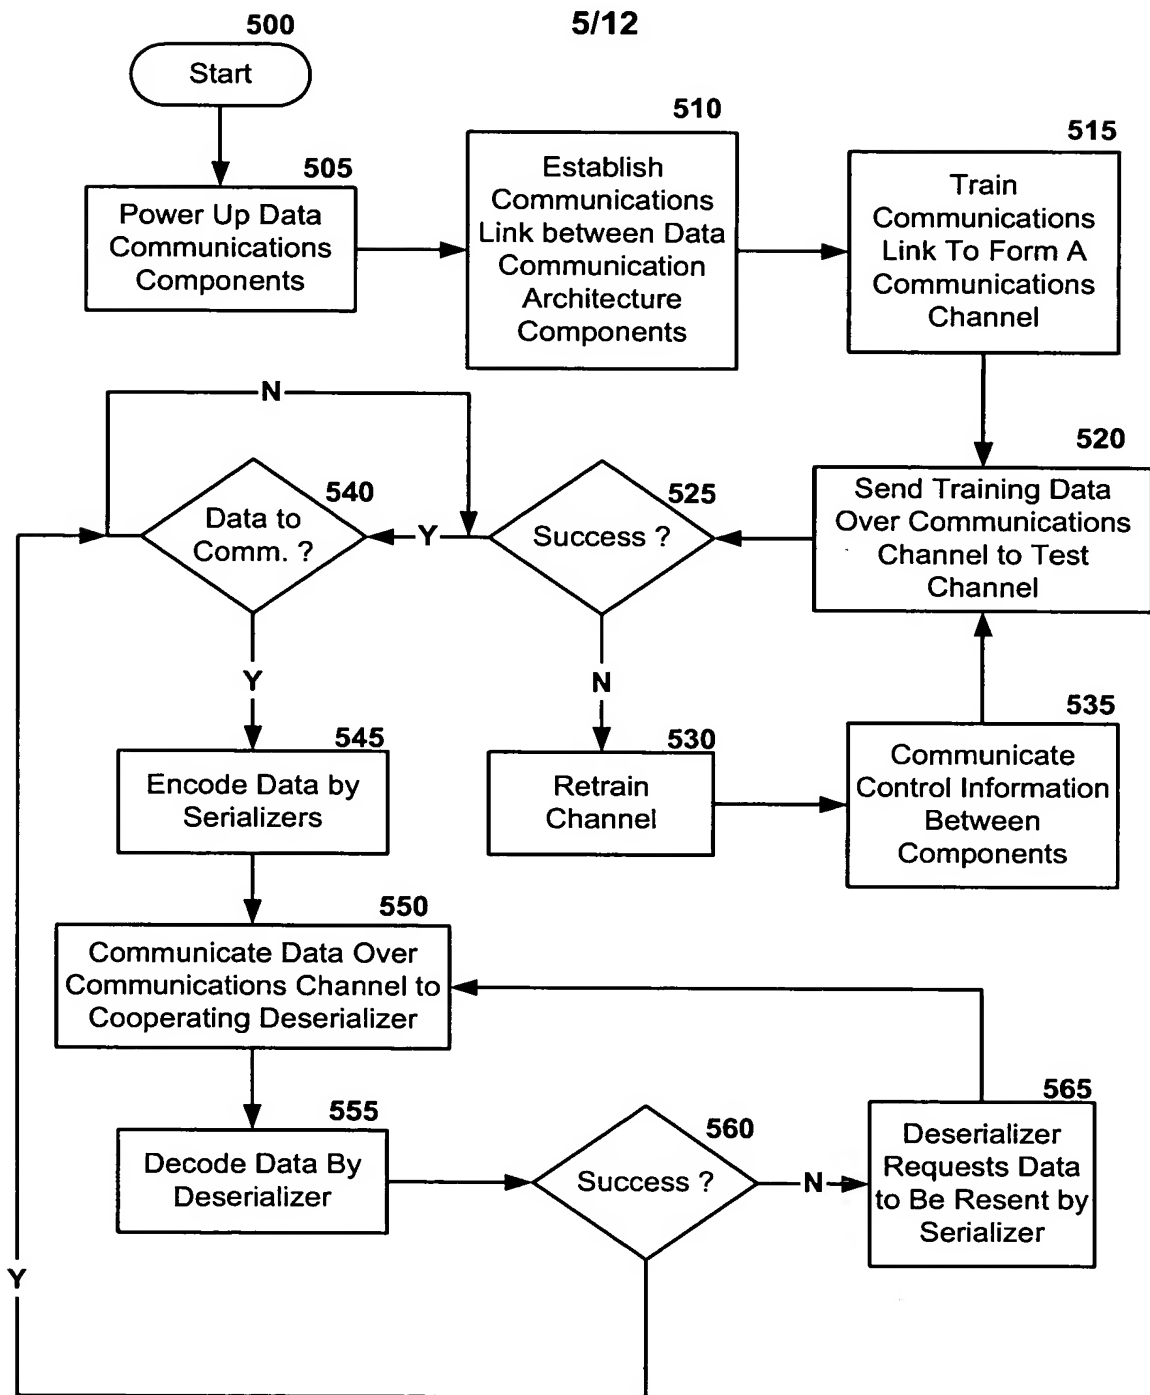 5/12
500
Start
505
Power Up Data
Communications
Components
510
Establish
Communications
Link between Data
Communication
Architecture
Components
515
Train
Communications
Link To Form A
Communications
Channel
520
Send Training Data
Over Communications
Channel to Test
Channel
525
Success ?
Y
N
530
Retrain
Channel
535
Communicate
Control Information
Between
Components
540
Data to
Comm. ?
N
Y
545
Encode Data by
Serializers
550
Communicate Data Over
Communications Channel to
Cooperating Deserializer
555
Decode Data By
Deserializer
560
Success ?
N
565
Deserializer
Requests Data
to Be Resent by
Serializer
Y